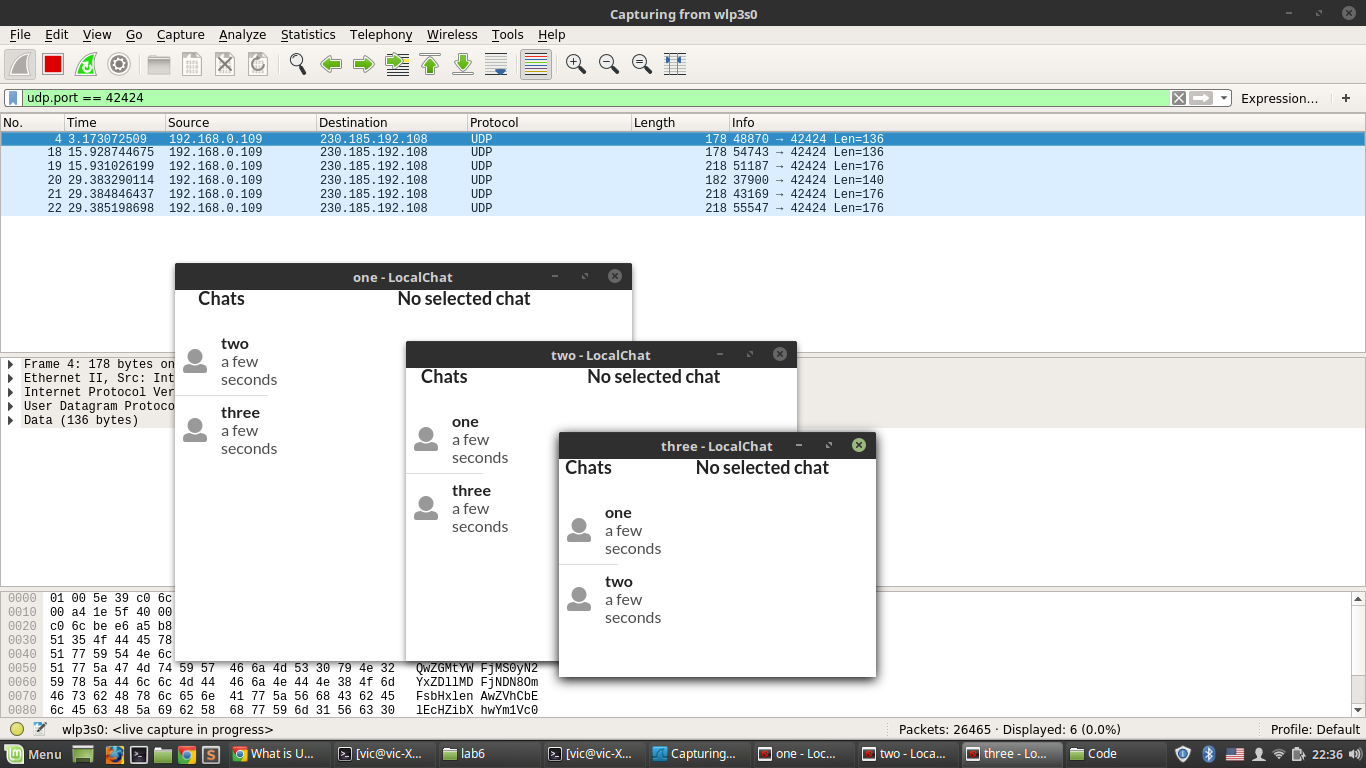 Capturing from wlp3s0
File Edit View Go Capture Analyze Statistics Telephony Wireless Tools Help
udp.port == 42424
Expression…
+
No. Time Source Destination Protocol Length Info
4 3.173072509 192.168.0.109 230.185.192.108 UDP 178 48870 → 42424 Len=136
18 15.928744675 192.168.0.109 230.185.192.108 UDP 178 54743 → 42424 Len=136
19 15.931026199 192.168.0.109 230.185.192.108 UDP 218 51187 → 42424 Len=176
20 29.383290114 192.168.0.109 230.185.192.108 UDP 182 37900 → 42424 Len=140
21 29.384846437 192.168.0.109 230.185.192.108 UDP 218 43169 → 42424 Len=176
22 29.385198698 192.168.0.109 230.185.192.108 UDP 218 55547 → 42424 Len=176
one - LocalChat
Chats
No selected chat
two
a few
seconds
three
a few
seconds
two - LocalChat
Chats
No selected chat
one
a few
seconds
three
a few
seconds
three - LocalChat
Chats
No selected chat
one
a few
seconds
two
a few
seconds
Frame 4: 178 bytes on
Ethernet II, Src: Int
Internet Protocol Ver
User Datagram Protoco
Data (136 bytes)
0000 01 00 5e 39 c0 6c
0010 00 a4 1e 5f 40 00
0020 c0 6c be e6 a5 b8
0030 51 35 4f 44 45 78
0040 51 77 59 54 4e 6c
0050 51 77 5a 47 4d 74 59 57 46 6a 4d 53 30 79 4e 32 QwZGMtYW FjMS0yN2
0060 59 78 5a 44 6c 6c 4d 44 46 6a 4e 44 4e 38 4f 6d YxZDllMD FjNDN8Om
0070 46 73 62 48 78 6c 65 6e 41 77 5a 56 68 43 62 45 FsbHxlen AwZVhCbE
0080 6c 45 63 48 5a 69 62 58 68 77 59 6d 31 56 63 30 lEcHZibX hwYm1Vc0
wlp3s0: <live capture in progress>
Packets: 26465 · Displayed: 6 (0.0%)
Profile: Default
Menu
What is U...
[vic@vic-X...
lab6
[vic@vic-X...
Capturing...
one - Loc...
two - Loca...
three - Lo...
Code
22:36